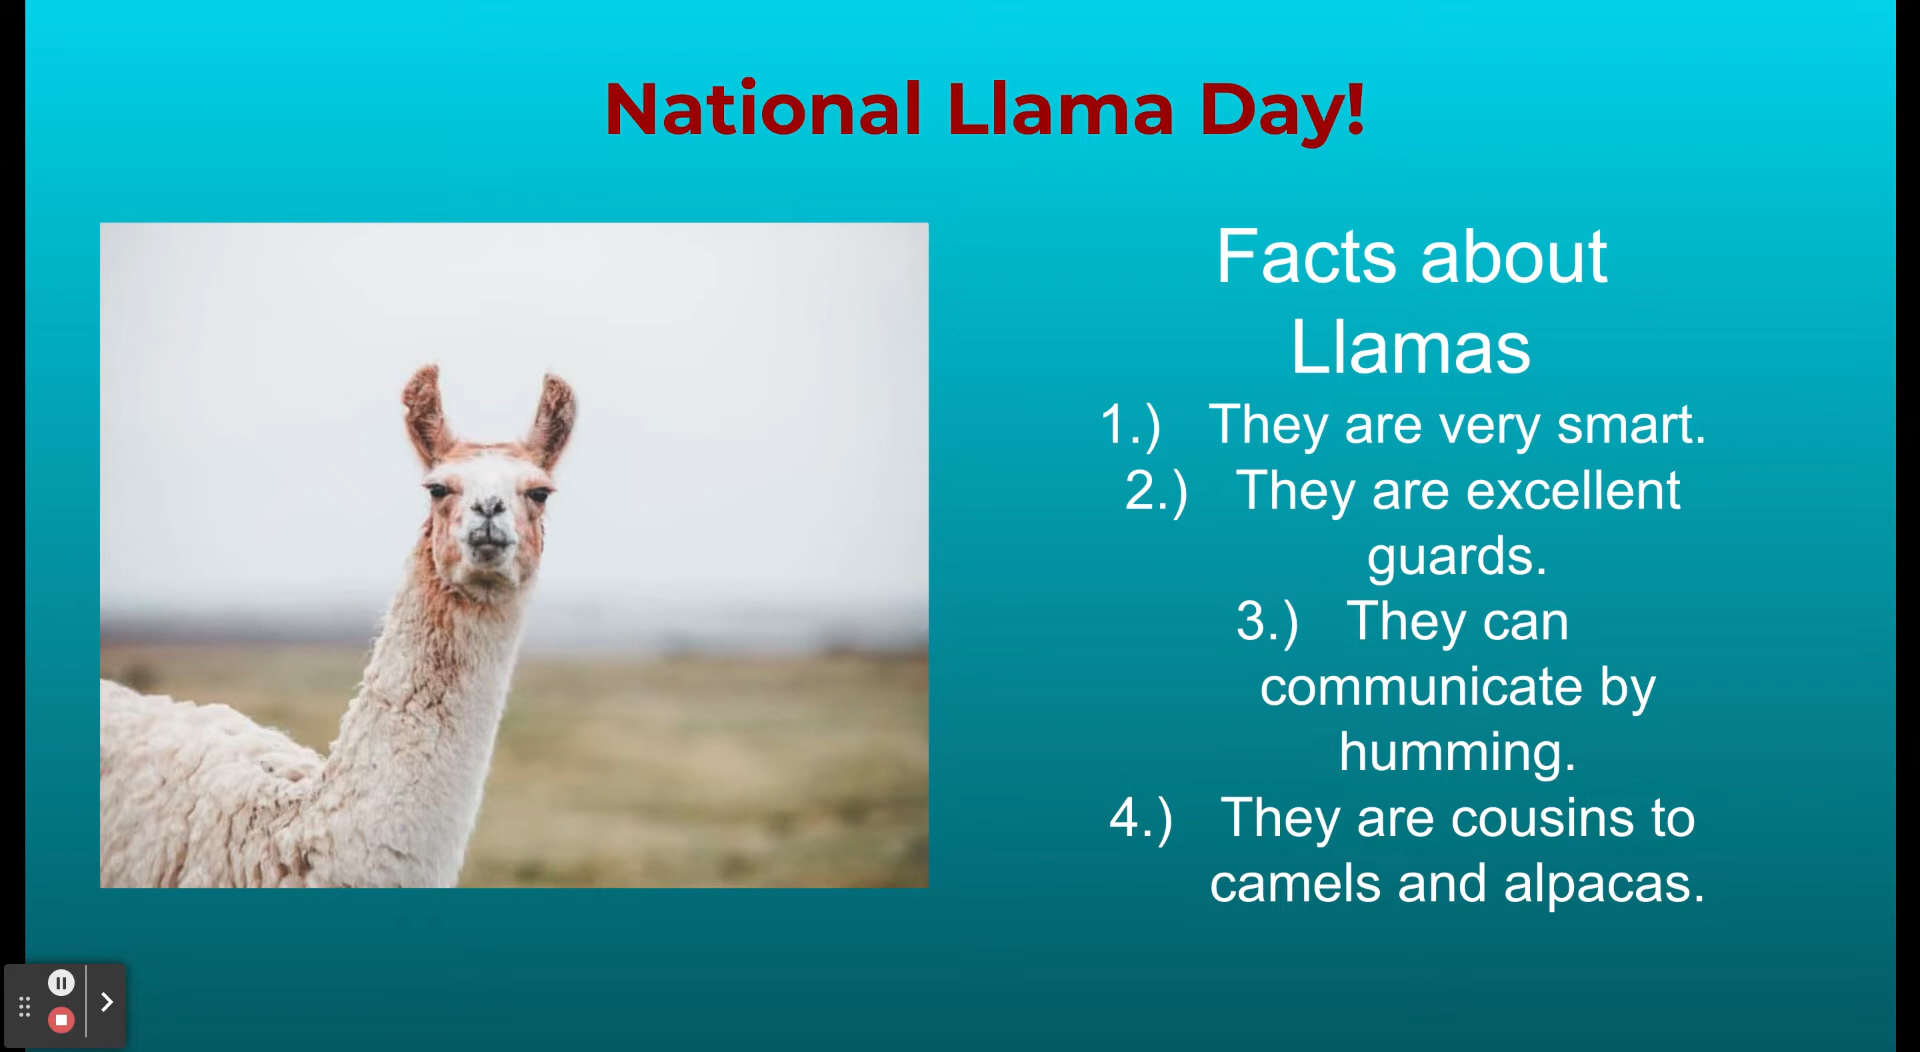 National Llama Day!
Facts about
Llamas
1.) They are very smart.
2.) They are excellent
guards.
3.) They can
communicate by
humming.
4.) They are cousins to
camels and alpacas.